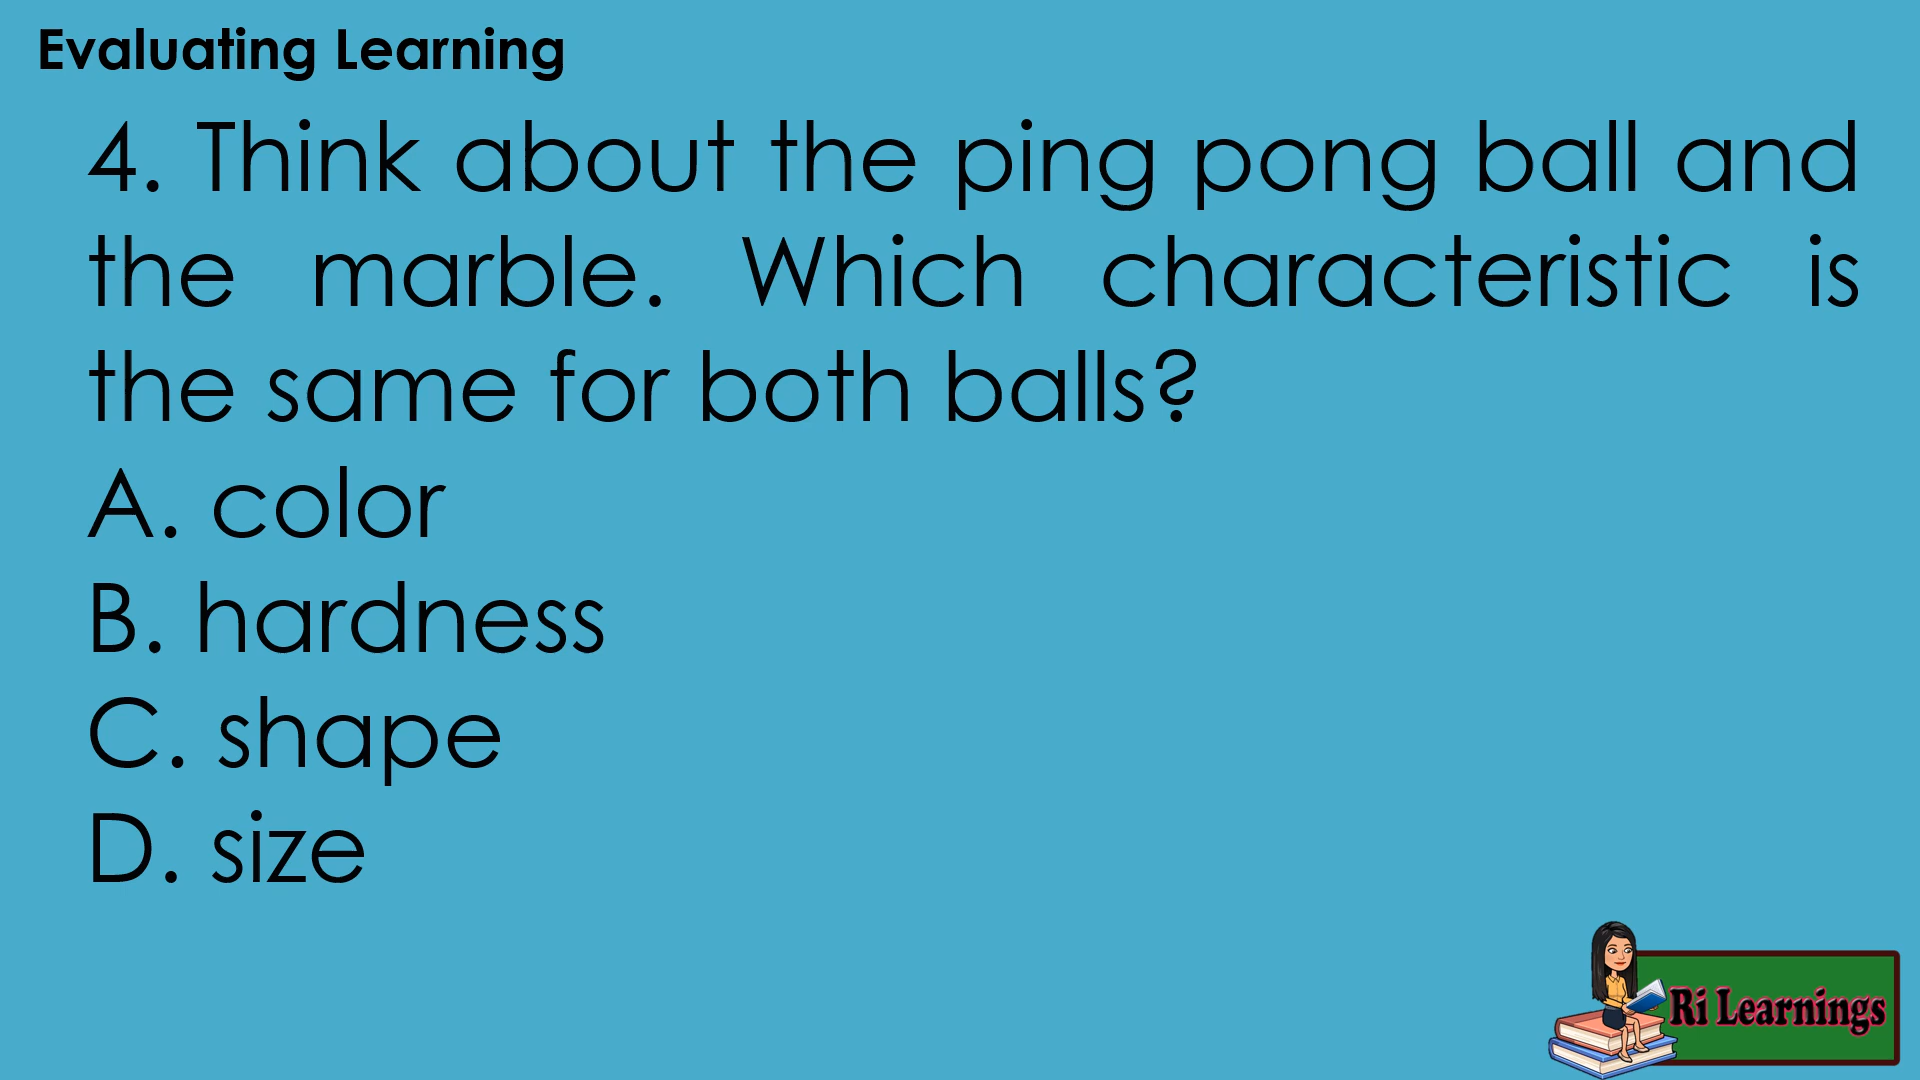 Evaluating Learning
4. Think about the ping pong ball and
the marble. Which characteristic is
the same for both balls?
A. color
B. hardness
C. shape
D. size
Ri Learnings